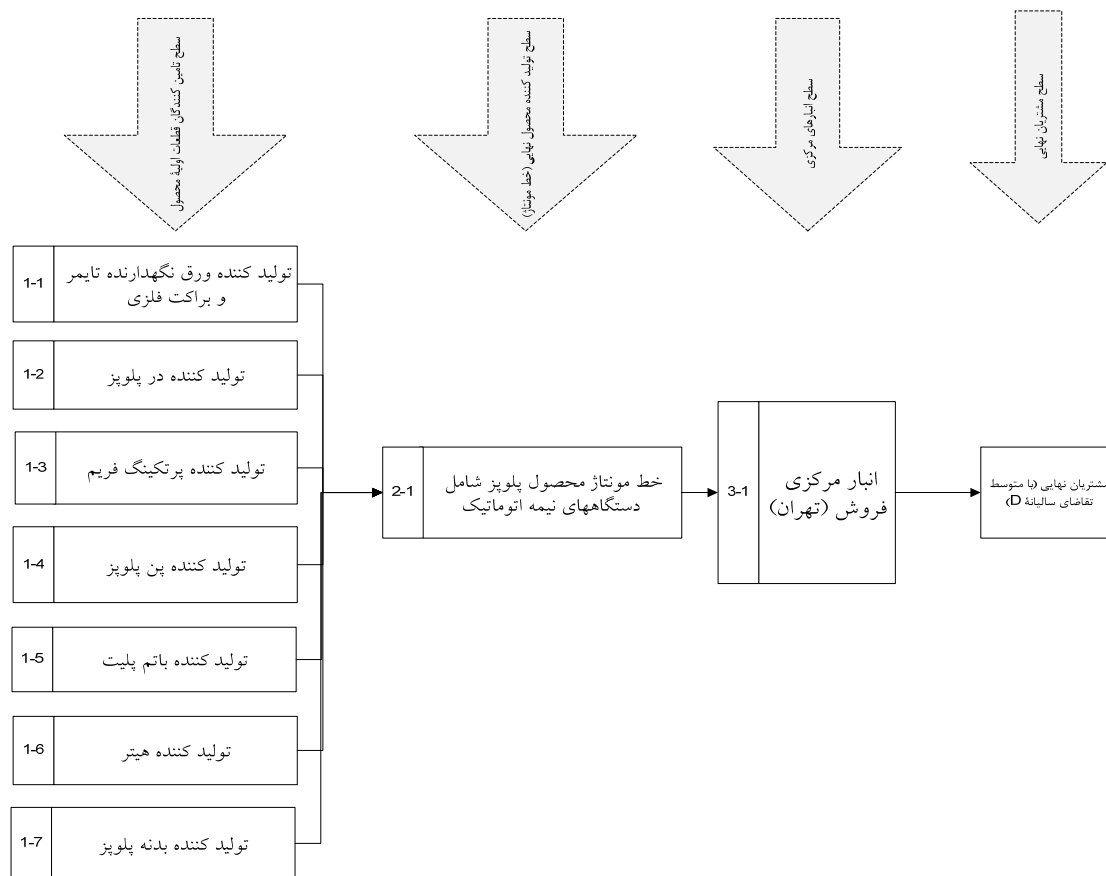 سطح تامین کنندگان قطعات اولیهٔ محصول
سطح تولید کننده محصول نهایی (خط مونتاژ)
سطح انبارهای مرکزی
سطح مشتریان نهایی
1-1
تولید کننده ورق نگهدارنده تایمر
و براکت فلزی
1-2
تولید کننده در پلوپز
1-3
تولید کننده پرتکینگ فریم
1-4
تولید کننده پن پلوپز
1-5
تولید کننده باتم پلیت
1-6
تولید کننده هیتر
1-7
تولید کننده بدنه پلوپز
2-1
خط مونتاژ محصول پلوپز شامل
دستگاههای نیمه اتوماتیک
3-1
انبار مرکزی
فروش (تهران)
مشتریان نهایی (با متوسط
تقاضای سالیانهٔ D)